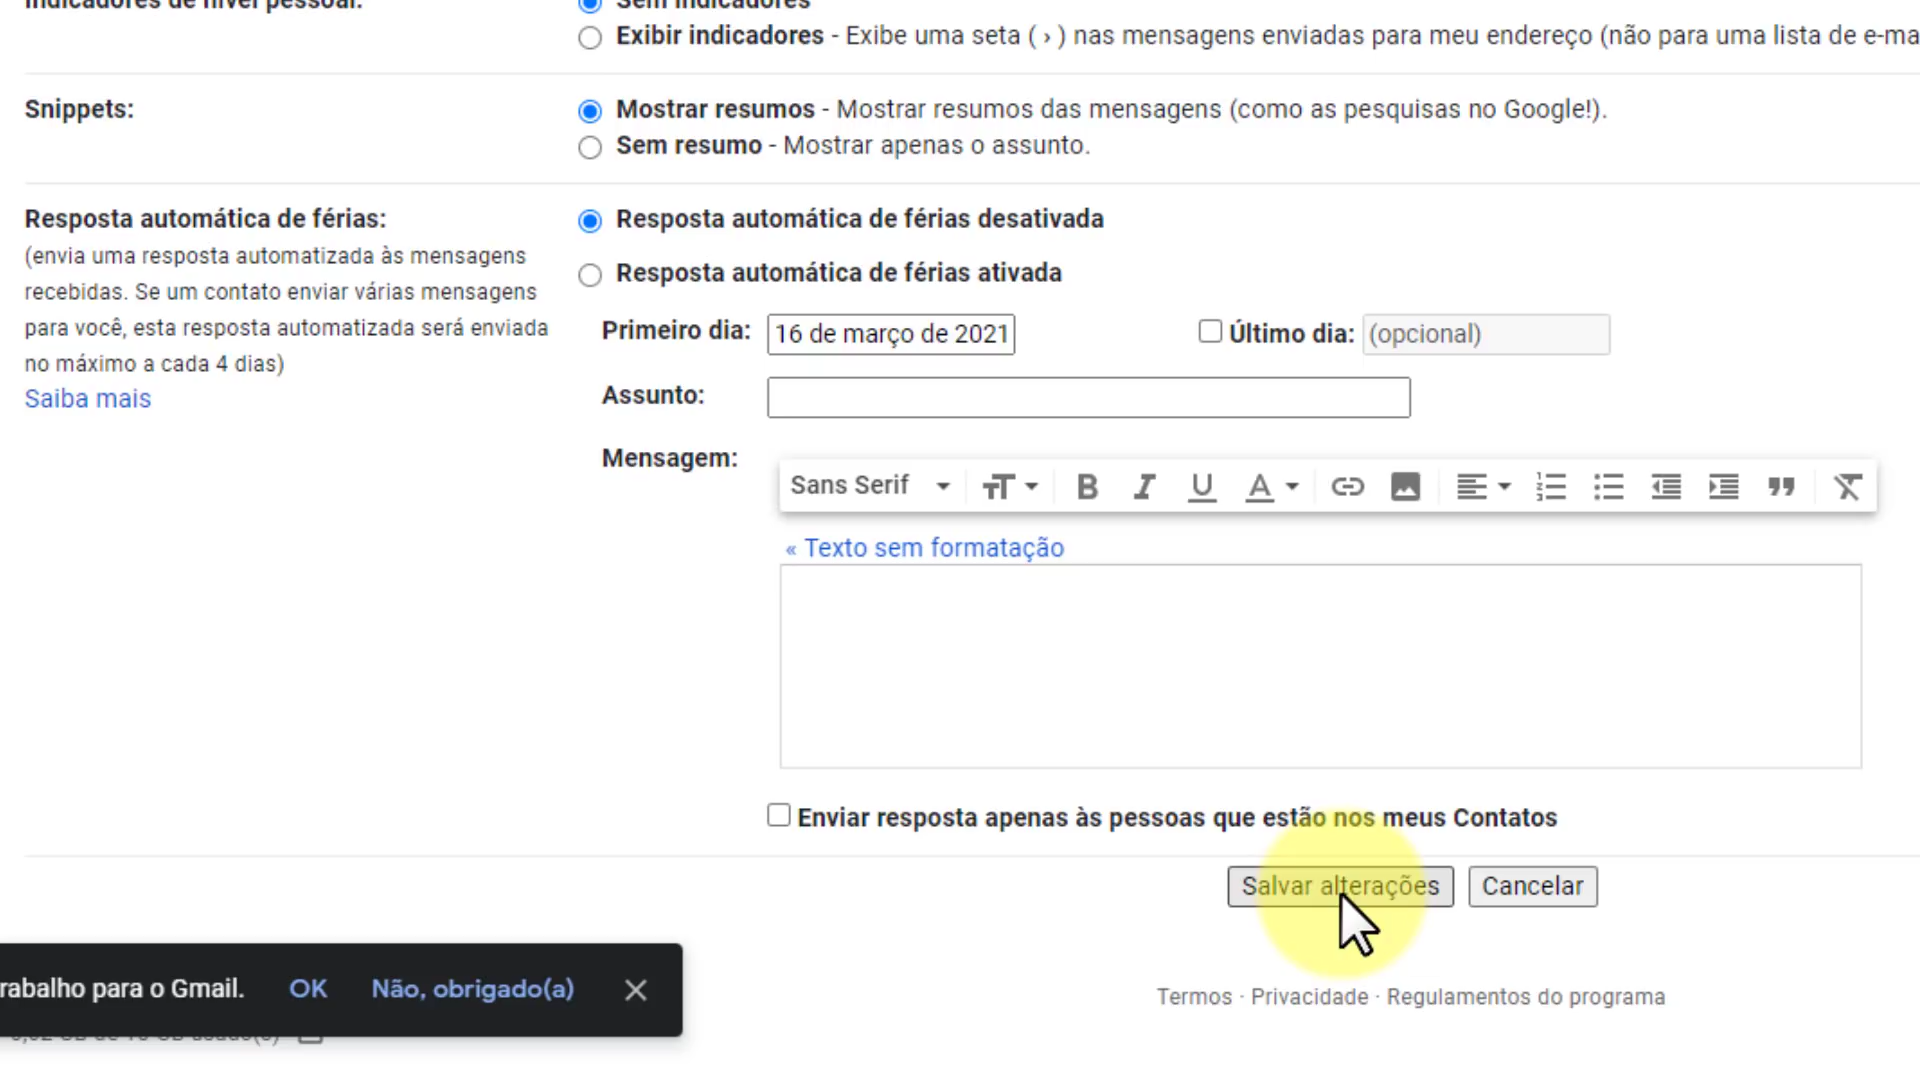 Indicadores de nível pessoal:
Sem indicadores
Exibir indicadores - Exibe uma seta ( › ) nas mensagens enviadas para meu endereço (não para uma lista de e-ma
Snippets:
Mostrar resumos - Mostrar resumos das mensagens (como as pesquisas no Google!).
Sem resumo - Mostrar apenas o assunto.
Resposta automática de férias:
(envia uma resposta automatizada às mensagens
recebidas. Se um contato enviar várias mensagens
para você, esta resposta automatizada será enviada
no máximo a cada 4 dias)
Saiba mais
Resposta automática de férias desativada
Resposta automática de férias ativada
Primeiro dia: 16 de março de 2021 Último dia: (opcional)
Assunto:
Mensagem:
Sans Serif
« Texto sem formatação
Enviar resposta apenas às pessoas que estão nos meus Contatos
Salvar alterações Cancelar
rabalho para o Gmail. OK Não, obrigado(a)
Termos · Privacidade · Regulamentos do programa